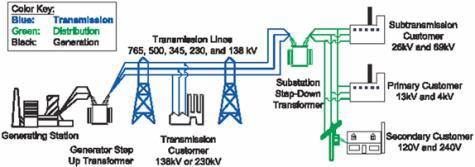 Color Key:
Blue: Transmission
Green: Distribution
Black: Generation
Transmission Lines
765, 500, 345, 230, and 138 kV
Subtransmission
Customer
26kV and 69kV
Substation
Step-Down
Transformer
Primary Customer
13kV and 4kV
Generating Station
Generator Step
Up Transformer
Transmission
Customer
138kV or 230kV
Secondary Customer
120V and 240V